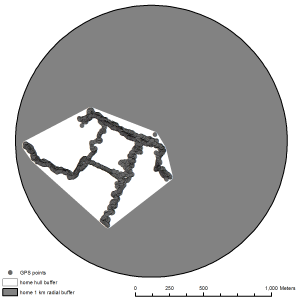 GPS points
home hull buffer
home 1 km radial buffer
0 250 500 1,000 Meters